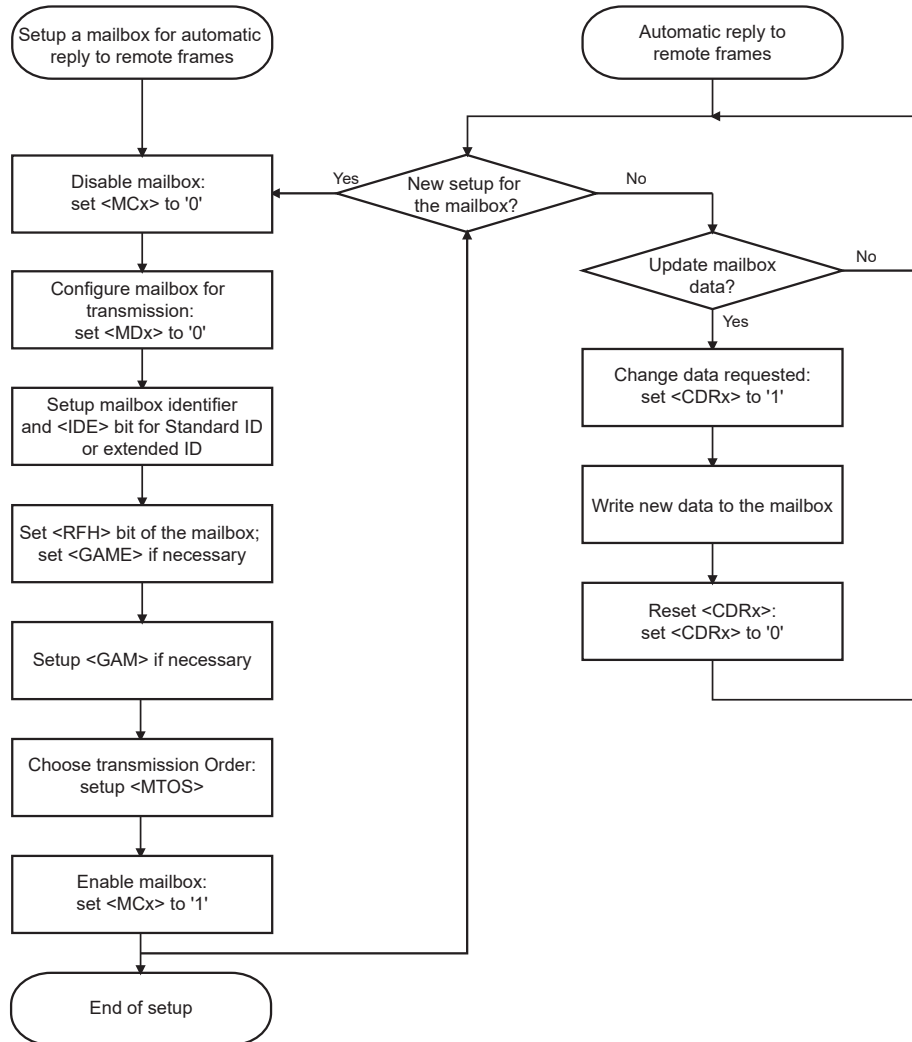 Setup a mailbox for automatic
reply to remote frames
Disable mailbox:
set <MCx> to '0'
Configure mailbox for
transmission:
set <MDx> to '0'
Setup mailbox identifier
and <IDE> bit for Standard ID
or extended ID
Set <RFH> bit of the mailbox;
set <GAME> if necessary
Setup <GAM> if necessary
Choose transmission Order:
setup <MTOS>
Enable mailbox:
set <MCx> to '1'
End of setup
Automatic reply to
remote frames
Yes
New setup for
the mailbox?
No
Update mailbox
data?
No
Yes
Change data requested:
set <CDRx> to '1'
Write new data to the mailbox
Reset <CDRx>:
set <CDRx> to '0'